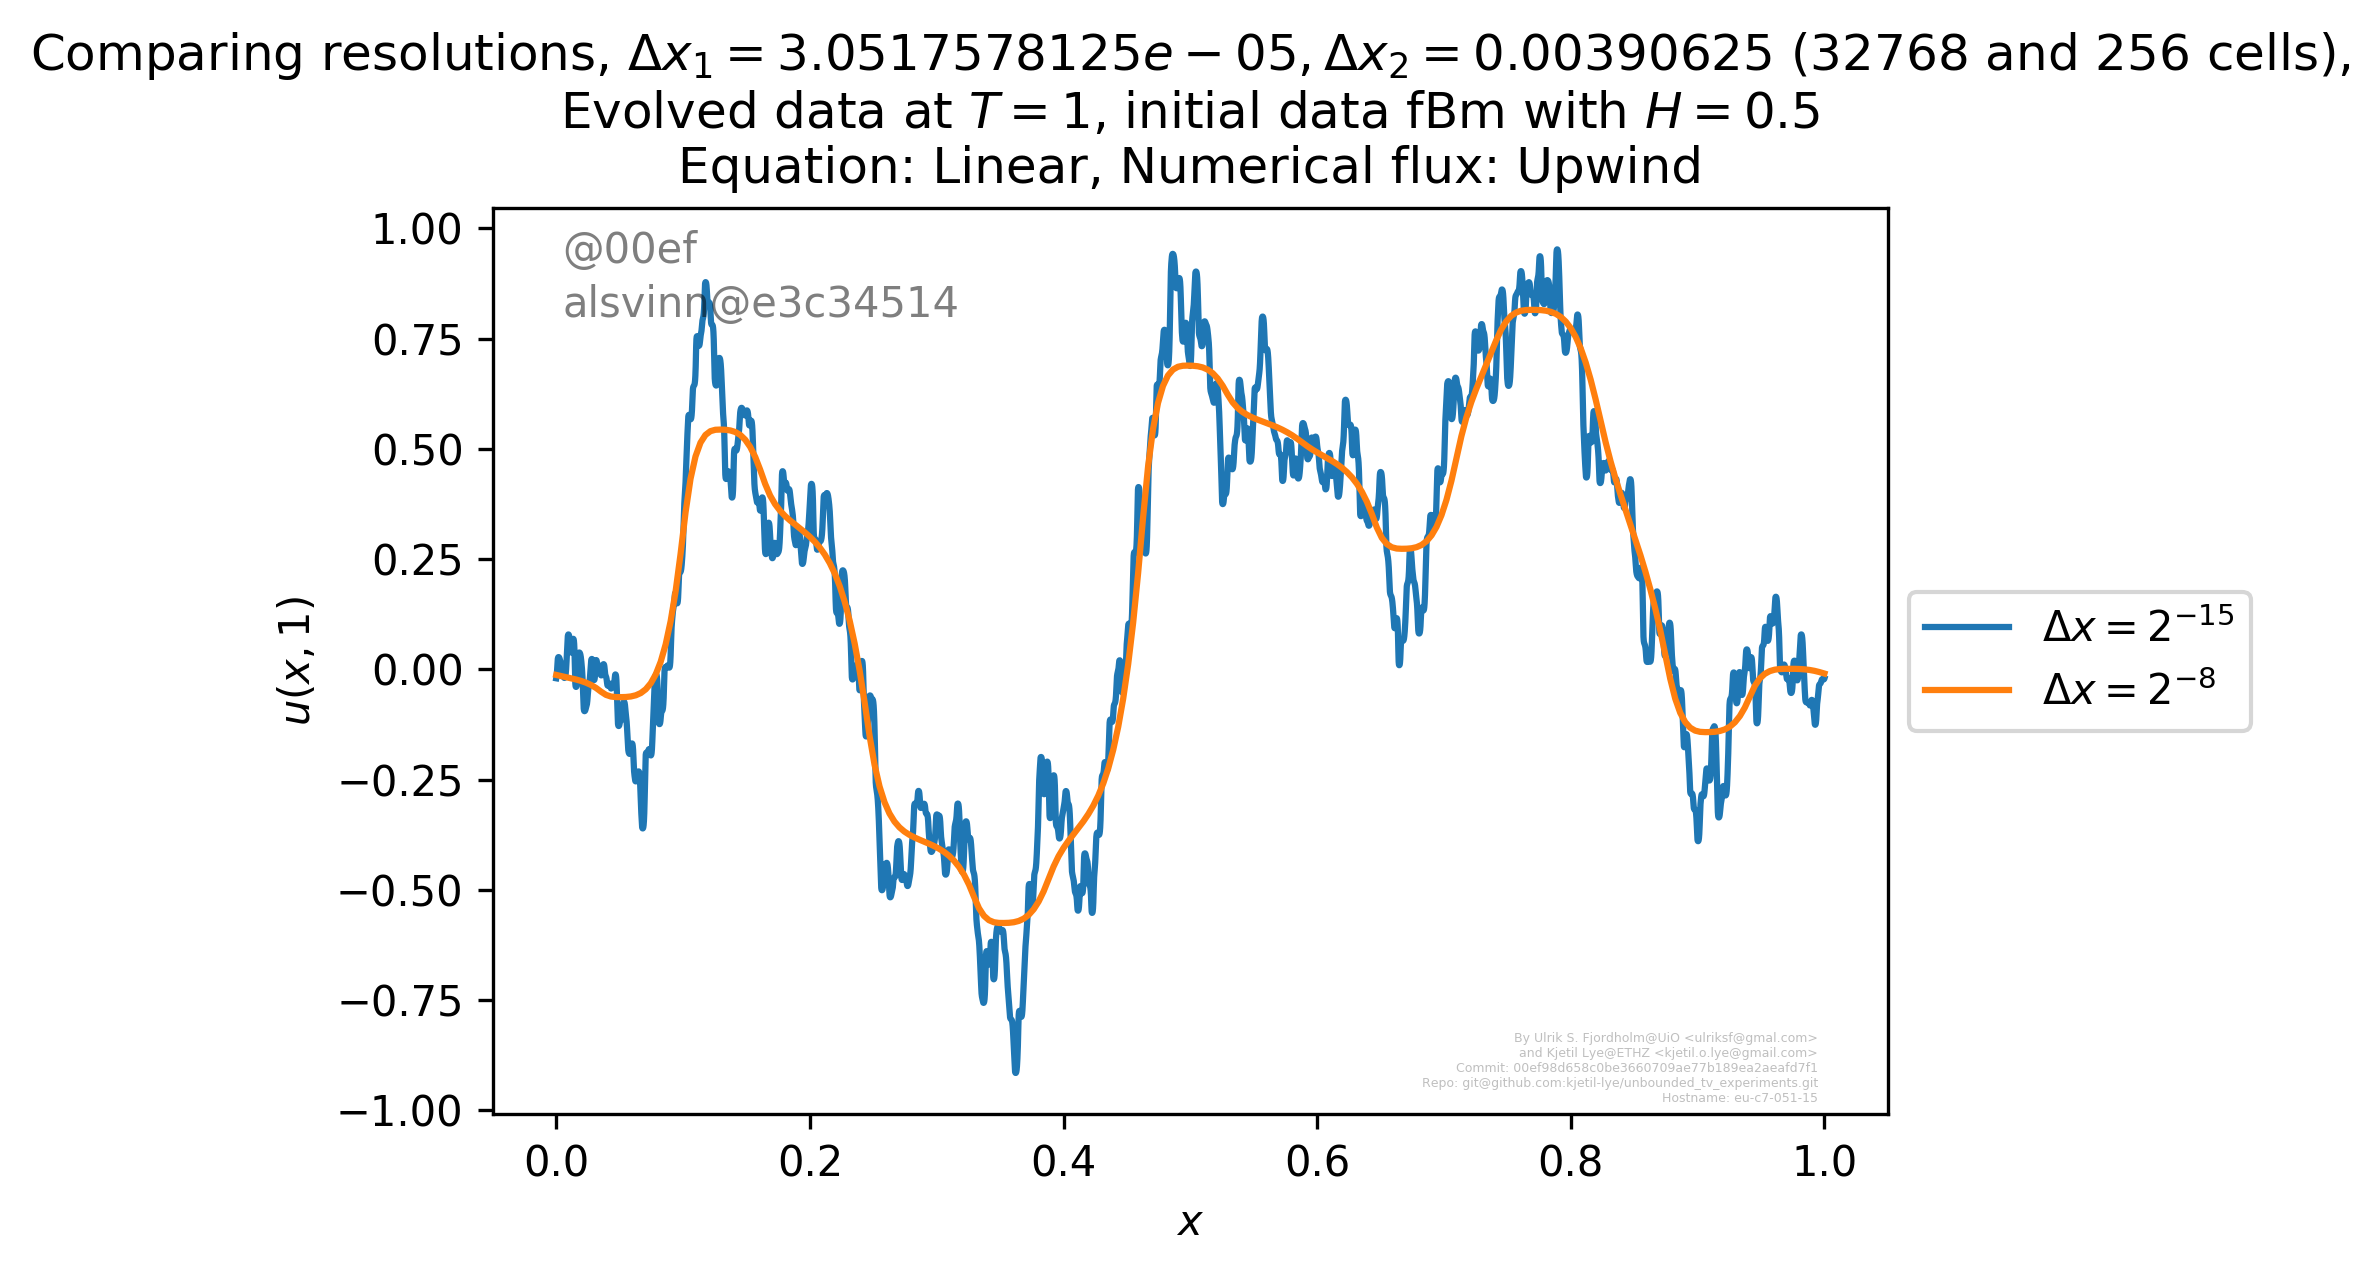 Comparing resolutions, Δx₁ = 3.0517578125e − 05, Δx₂ = 0.00390625 (32768 and 256 cells),
Evolved data at T = 1, initial data fBm with H = 0.5
Equation: Linear, Numerical flux: Upwind
@00ef
alsvinn@e3c34514
1.00
0.75
0.50
0.25
0.00
−0.25
−0.50
−0.75
−1.00
u(x, 1)
Δx = 2⁻¹⁵
Δx = 2⁻⁸
By Ulrik S. Fjordholm@UiO <ulriksf@gmal.com>
and Kjetil Lye@ETHZ <kjetil.o.lye@gmail.com>
Commit: 00ef98d658c0be3660709ae77b189ea2aeafd7f1
Repo: git@github.com:kjetil-lye/unbounded_tv_experiments.git
Hostname: eu-c7-051-15
0.0 0.2 0.4 0.6 0.8 1.0
x